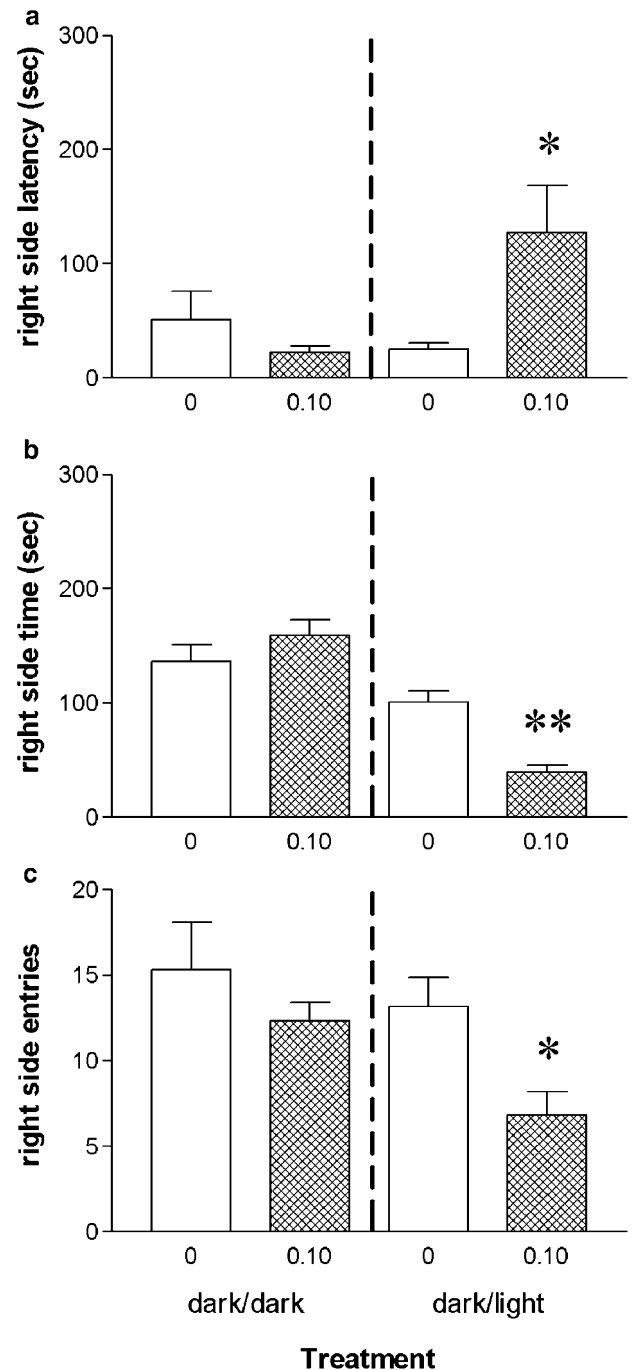 a
right side latency (sec)
300
200
100
0
*
0 0.10 0 0.10
b
right side time (sec)
300
200
100
0
**
0 0.10 0 0.10
c
right side entries
20
15
10
5
0
*
0 0.10 0 0.10
dark/dark dark/light
Treatment